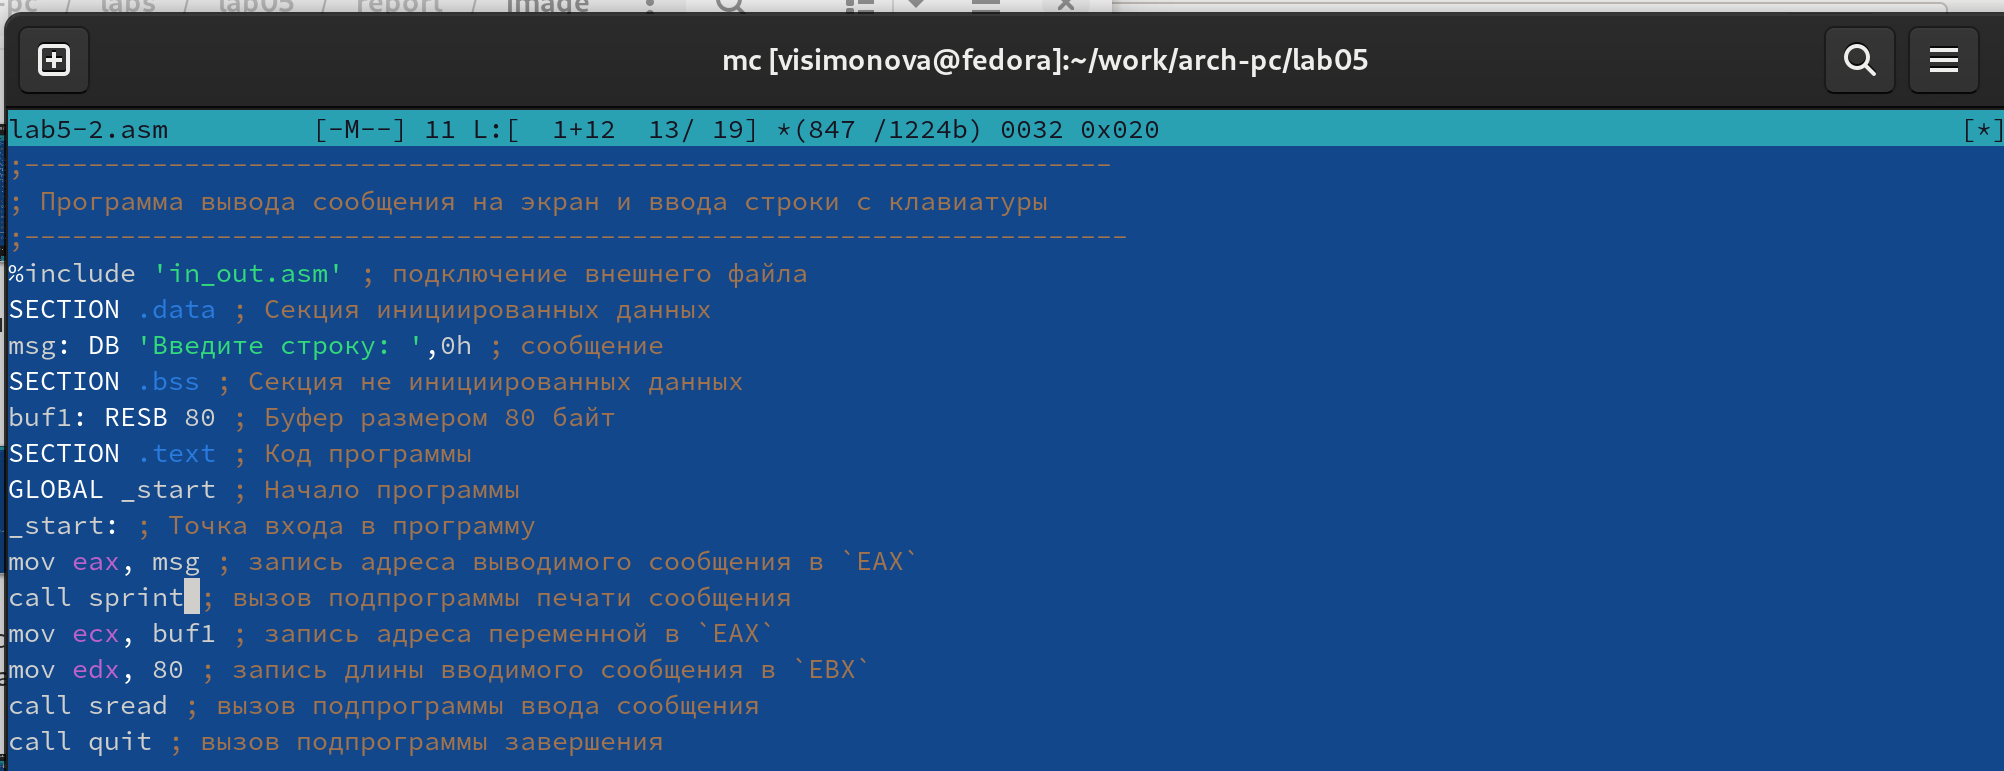 pc / labs / lab05 / report / image
mc [visimonova@fedora]:~/work/arch-pc/lab05
lab5-2.asm [-M--] 11 L:[ 1+12 13/ 19] *(847 /1224b) 0032 0x020 [*]
;--------------------------------------------------------------------
; Программа вывода сообщения на экран и ввода строки с клавиатуры
;---------------------------------------------------------------------
%include 'in_out.asm' ; подключение внешнего файла
SECTION .data ; Секция инициированных данных
msg: DB 'Введите строку: ',0h ; сообщение
SECTION .bss ; Секция не инициированных данных
buf1: RESB 80 ; Буфер размером 80 байт
SECTION .text ; Код программы
GLOBAL _start ; Начало программы
_start: ; Точка входа в программу
mov eax, msg ; запись адреса выводимого сообщения в `EAX`
call sprint ; вызов подпрограммы печати сообщения
mov ecx, buf1 ; запись адреса переменной в `EAX`
mov edx, 80 ; запись длины вводимого сообщения в `EBX`
call sread ; вызов подпрограммы ввода сообщения
call quit ; вызов подпрограммы завершения